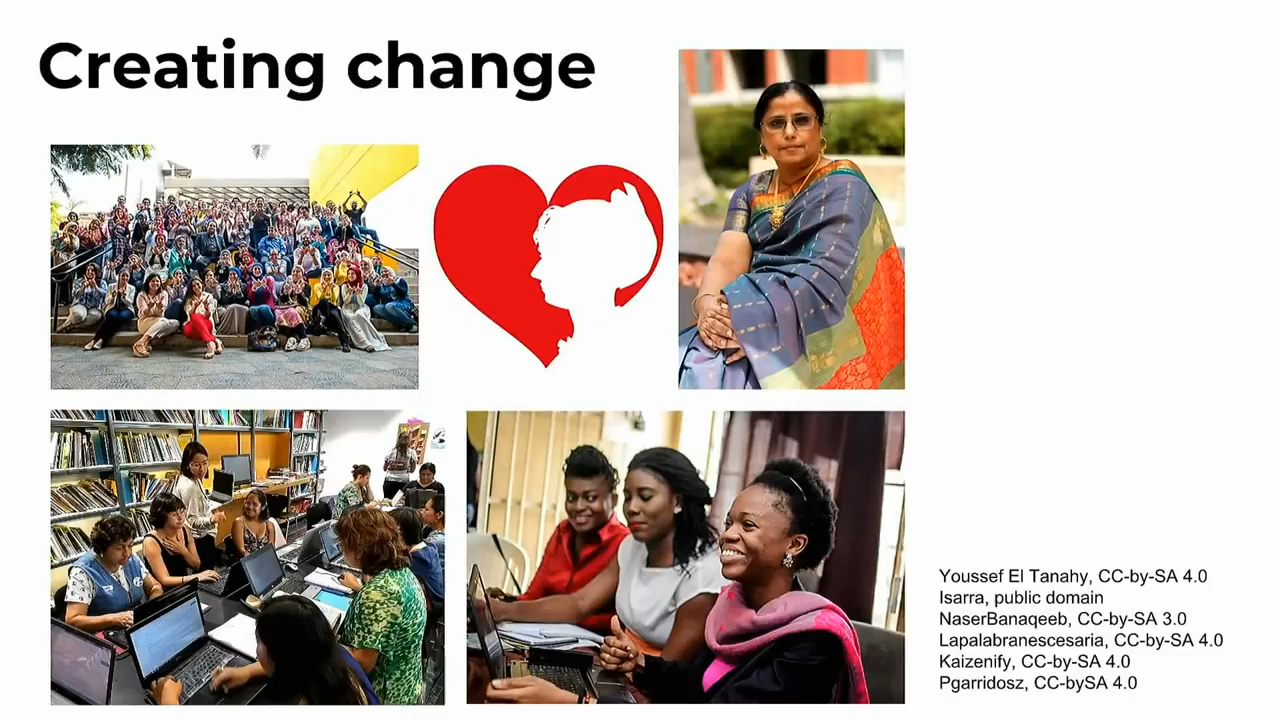 Creating change
Youssef El Tanahy, CC-by-SA 4.0
Isarra, public domain
NaserBanaqeeb, CC-by-SA 3.0
Lapalabranescesaria, CC-by-SA 4.0
Kaizenify, CC-by-SA 4.0
Pgarridosz, CC-bySA 4.0